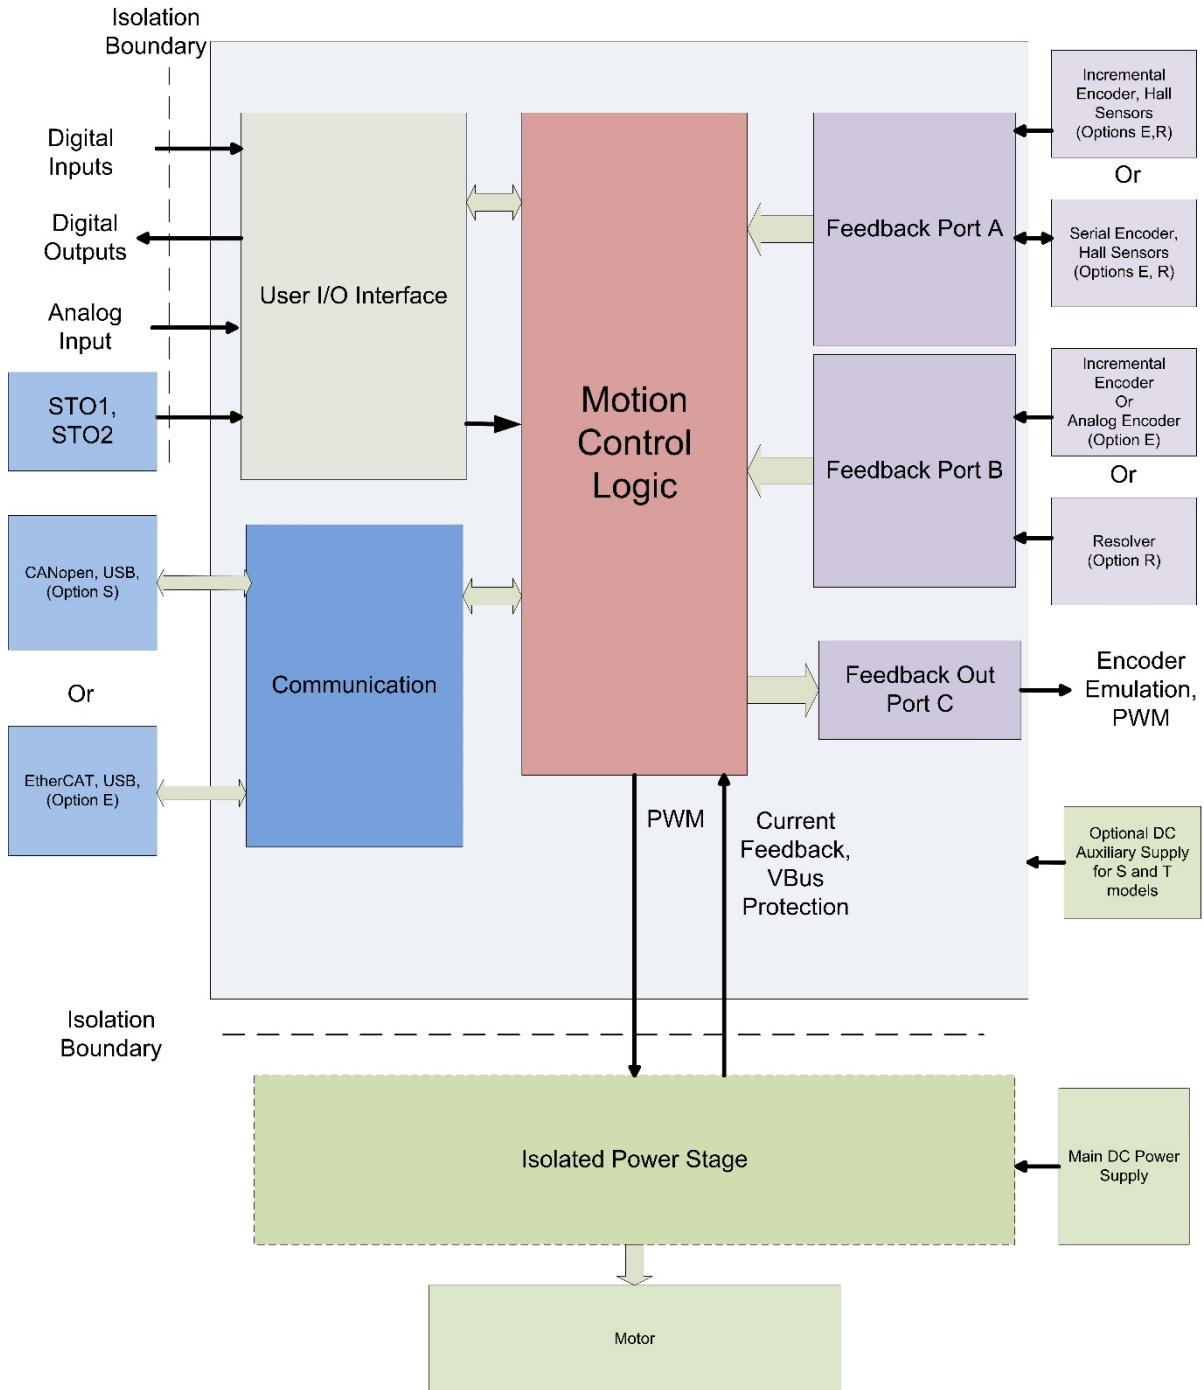 Isolation
Boundary
Digital
Inputs
Digital
Outputs
Analog
Input
STO1,
STO2
User I/O Interface
Motion
Control
Logic
Feedback Port A
Incremental
Encoder, Hall
Sensors
(Options E,R)
Or
Serial Encoder,
Hall Sensors
(Options E, R)
Feedback Port B
Incremental
Encoder
Or
Analog Encoder
(Option E)
Or
Resolver
(Option R)
CANopen, USB,
(Option S)
Or
EtherCAT, USB,
(Option E)
Communication
Feedback Out
Port C
Encoder
Emulation,
PWM
PWM
Current
Feedback,
VBus
Protection
Optional DC
Auxiliary Supply
for S and T
models
Isolation
Boundary
Isolated Power Stage
Main DC Power
Supply
Motor